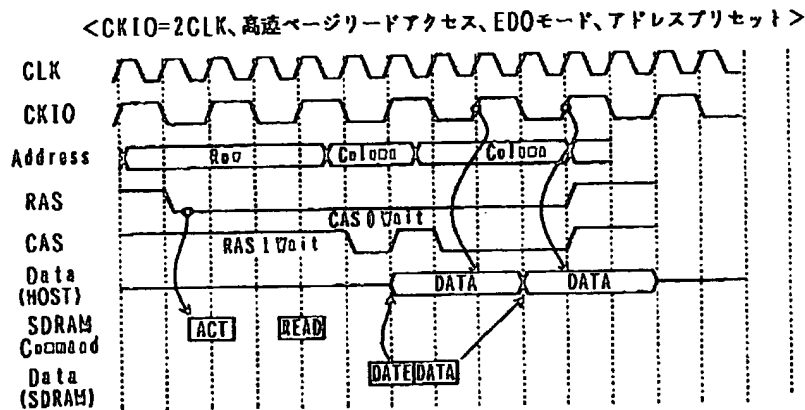 <CKIO=2CLK、高速ページリードアクセス、EDOモード、アドレスプリセット>
CLK
CKIO
Address Row Column Column
RAS
CAS 0 Wait
CAS RAS 1 Wait
Data
(HOST) DATA DATA
SDRAM
Command ACT READ
Data
(SDRAM) DATE DATA